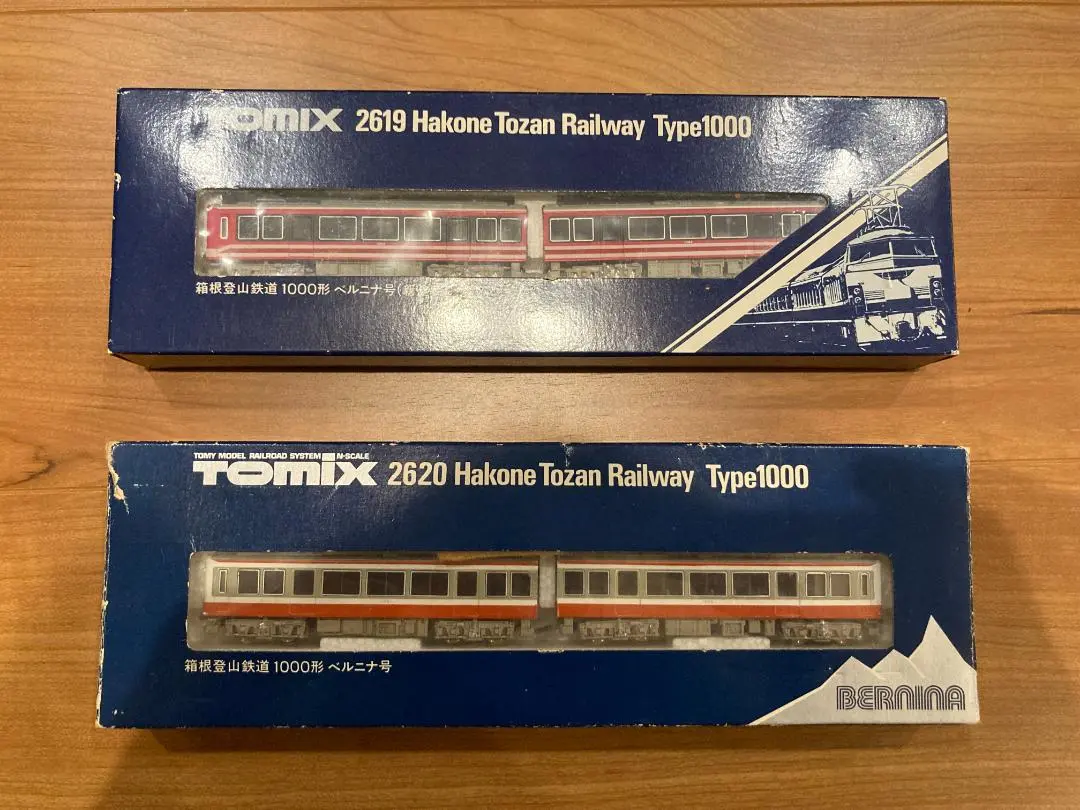 TOMIX 2619 Hakone Tozan Railway Type1000
箱根登山鉄道 1000形 ベルニナ号(新
TOMY MODEL RAILROAD SYSTEM N-SCALE
TOMIX 2620 Hakone Tozan Railway Type1000
箱根登山鉄道 1000形 ベルニナ号
BERNINA